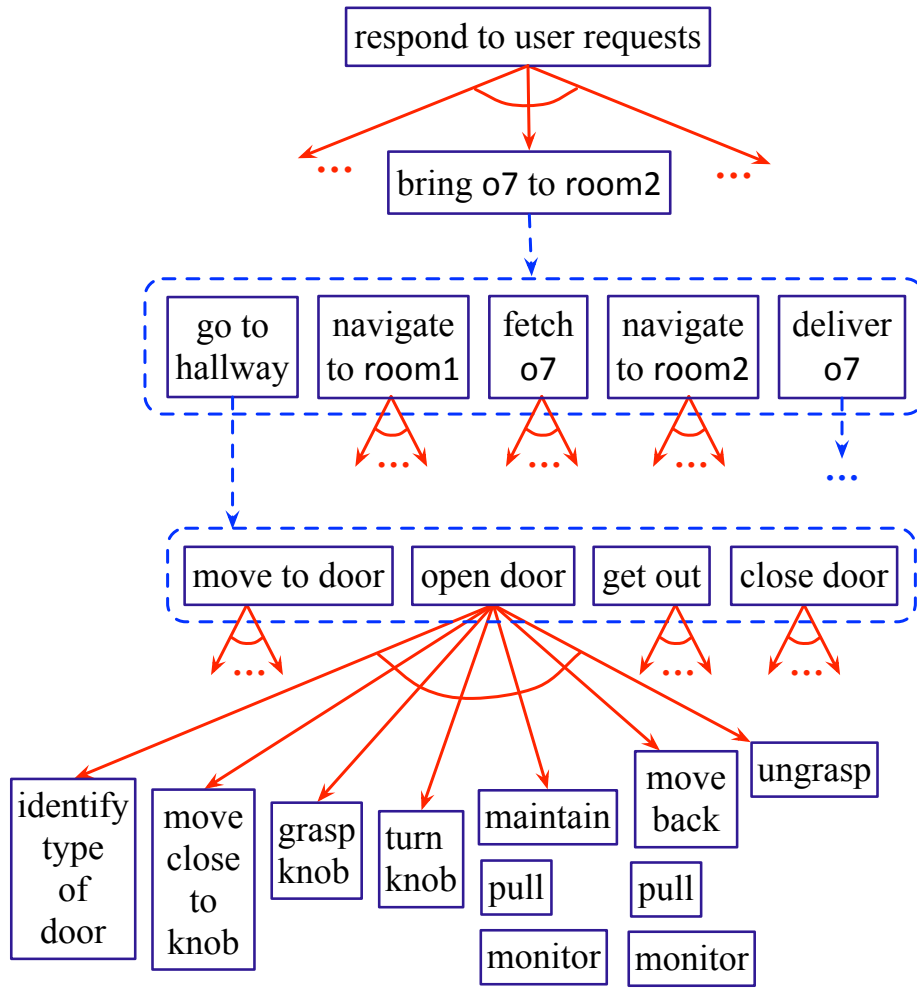 respond to user requests
...
bring o7 to room2
...
go to
hallway
navigate
to room1
fetch
o7
navigate
to room2
deliver
o7
...
...
...
...
move to door
open door
get out
close door
...
...
...
identify
type
of
door
move
close
to
knob
grasp
knob
turn
knob
maintain
pull
monitor
move
back
pull
monitor
ungrasp